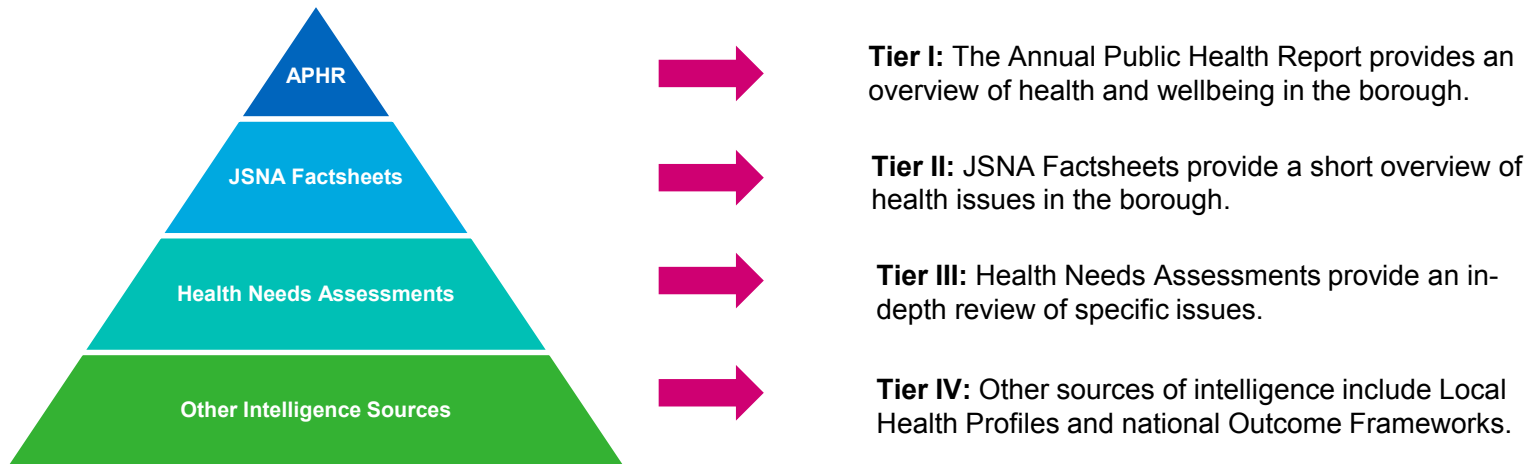 APHR
Tier I: The Annual Public Health Report provides an
overview of health and wellbeing in the borough.
JSNA Factsheets
Tier II: JSNA Factsheets provide a short overview of
health issues in the borough.
Health Needs Assessments
Tier III: Health Needs Assessments provide an in-
depth review of specific issues.
Other Intelligence Sources
Tier IV: Other sources of intelligence include Local
Health Profiles and national Outcome Frameworks.